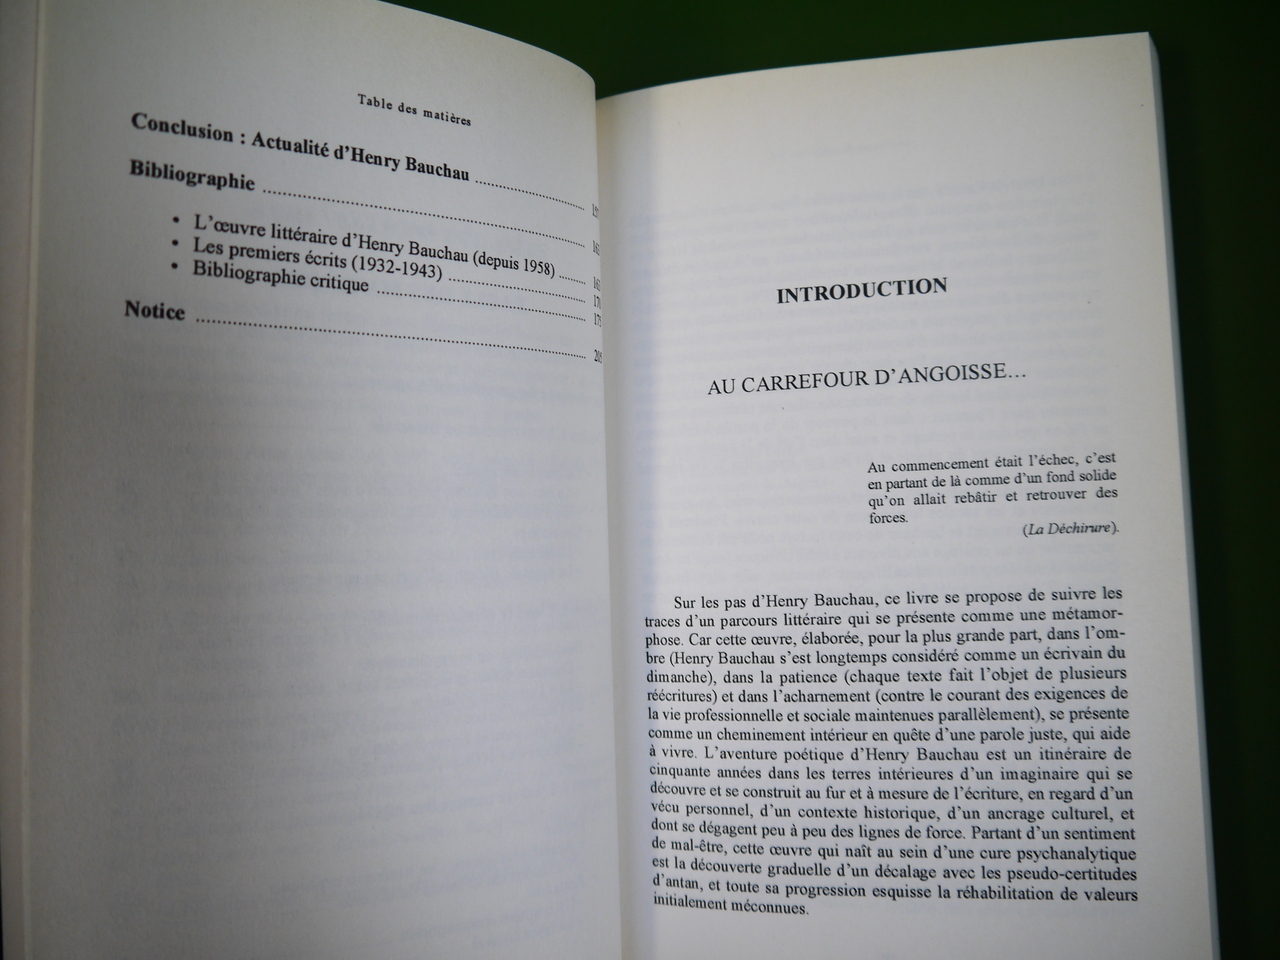 Table des matières
Conclusion : Actualité d'Henry Bauchau ........................
Bibliographie ................................................................
• L'œuvre littéraire d'Henry Bauchau (depuis 1958) ........
• Les premiers écrits (1932-1943) ..............................
• Bibliographie critique ..........................................
Notice ........................................................................ 205
INTRODUCTION
AU CARREFOUR D'ANGOISSE...
Au commencement était l'échec, c'est
en partant de là comme d'un fond solide
qu'on allait rebâtir et retrouver des
forces.
(La Déchirure).
Sur les pas d'Henry Bauchau, ce livre se propose de suivre les
traces d'un parcours littéraire qui se présente comme une métamor-
phose. Car cette œuvre, élaborée, pour la plus grande part, dans l'om-
bre (Henry Bauchau s'est longtemps considéré comme un écrivain du
dimanche), dans la patience (chaque texte fait l'objet de plusieurs
réécritures) et dans l'acharnement (contre le courant des exigences de
la vie professionnelle et sociale maintenues parallèlement), se présente
comme un cheminement intérieur en quête d'une parole juste, qui aide
à vivre. L'aventure poétique d'Henry Bauchau est un itinéraire de
cinquante années dans les terres intérieures d'un imaginaire qui se
découvre et se construit au fur et à mesure de l'écriture, en regard d'un
vécu personnel, d'un contexte historique, d'un ancrage culturel, et
dont se dégagent peu à peu des lignes de force. Partant d'un sentiment
de mal-être, cette œuvre qui naît au sein d'une cure psychanalytique
est la découverte graduelle d'un décalage avec les pseudo-certitudes
d'antan, et toute sa progression esquisse la réhabilitation de valeurs
initialement méconnues.